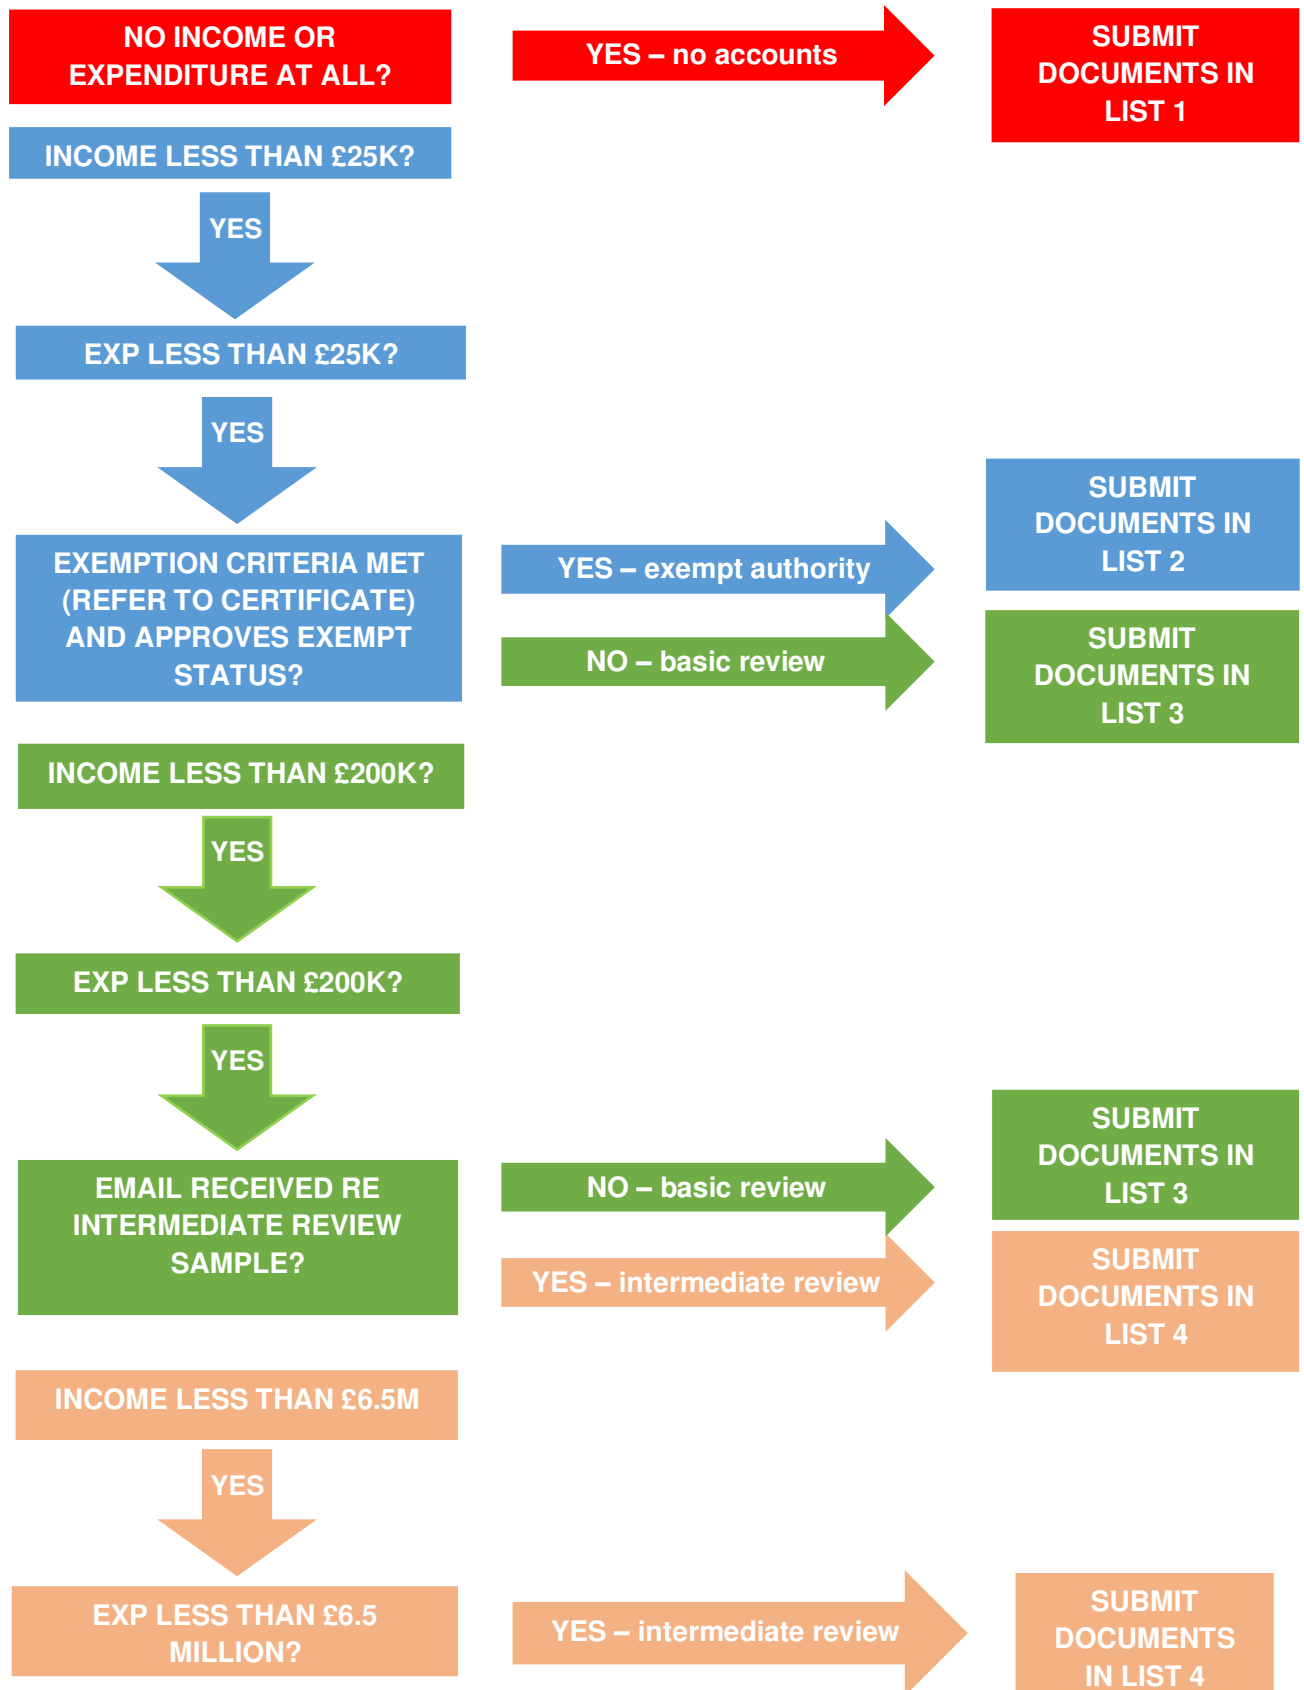 NO INCOME OR
EXPENDITURE AT ALL?
YES – no accounts
SUBMIT
DOCUMENTS IN
LIST 1
INCOME LESS THAN £25K?
YES
EXP LESS THAN £25K?
YES
EXEMPTION CRITERIA MET
(REFER TO CERTIFICATE)
AND APPROVES EXEMPT
STATUS?
YES – exempt authority
SUBMIT
DOCUMENTS IN
LIST 2
NO – basic review
SUBMIT
DOCUMENTS IN
LIST 3
INCOME LESS THAN £200K?
YES
EXP LESS THAN £200K?
YES
EMAIL RECEIVED RE
INTERMEDIATE REVIEW
SAMPLE?
NO – basic review
SUBMIT
DOCUMENTS IN
LIST 3
YES – intermediate review
SUBMIT
DOCUMENTS IN
LIST 4
INCOME LESS THAN £6.5M
YES
EXP LESS THAN £6.5
MILLION?
YES – intermediate review
SUBMIT
DOCUMENTS
IN LIST 4